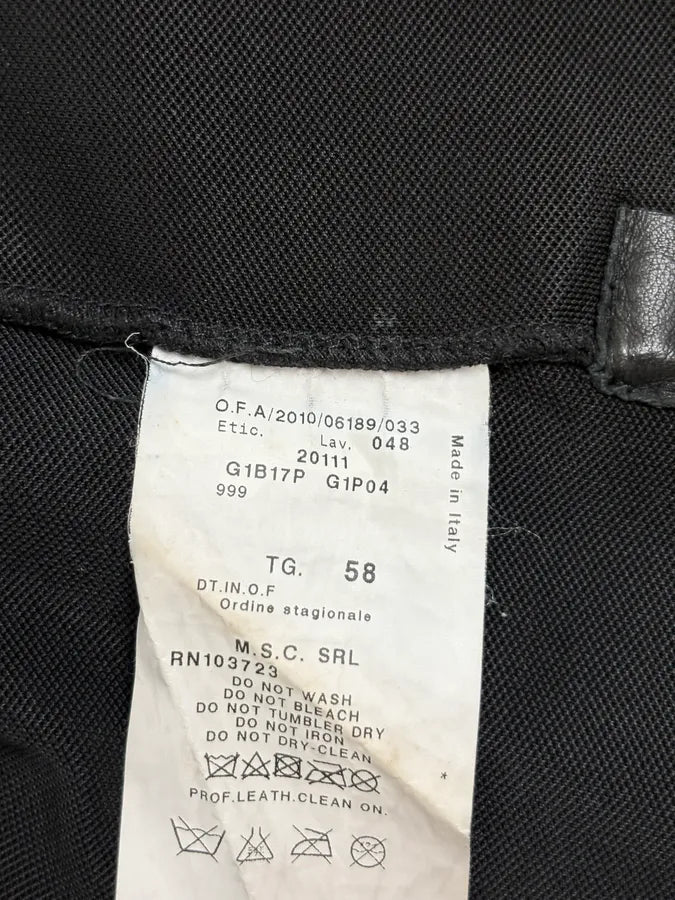 O.F.A/2010/06189/033
Etic. Lav. 048
20111
G1B17P G1P04
999
Made in Italy
TG. 58
DT.IN.O.F
Ordine stagionale
M.S.C. SRL
RN103723
DO NOT WASH
DO NOT BLEACH
DO NOT TUMBLER DRY
DO NOT IRON
DO NOT DRY-CLEAN
*
PROF.LEATH.CLEAN ON.